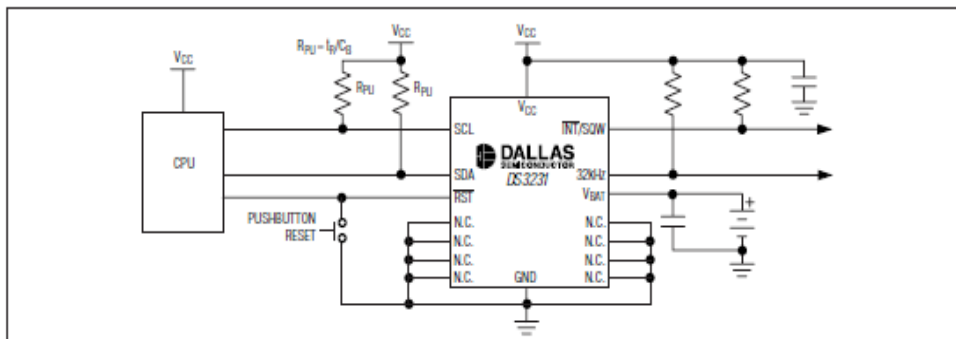 VCC
CPU
RPU = tR/CB
VCC
RPU
RPU
PUSHBUTTON
RESET
VCC
VCC
SCL
SDA
RST
N.C.
N.C.
N.C.
N.C.
DALLAS
SEMICONDUCTOR
DS3231
GND
INT/SQW
32kHz
VBAT
N.C.
N.C.
N.C.
N.C.
+